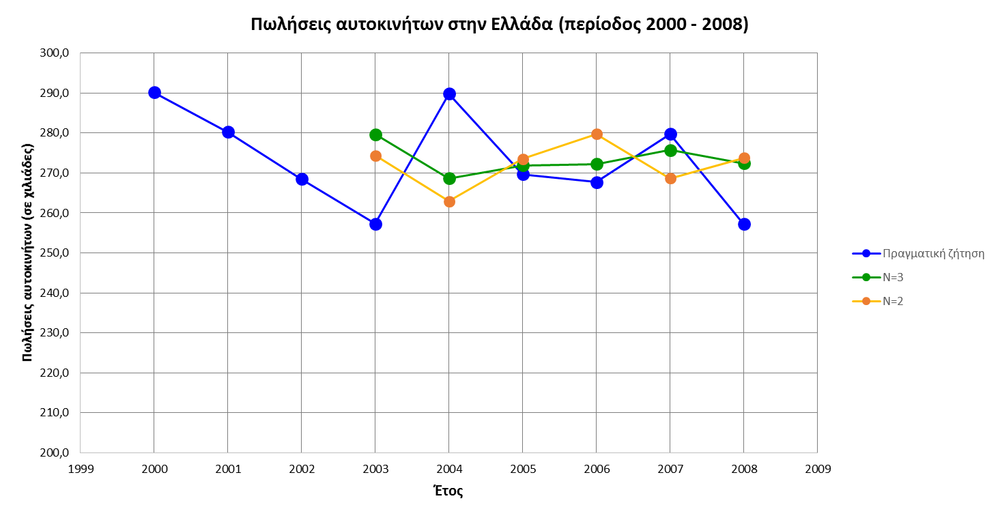 Πωλήσεις αυτοκινήτων στην Ελλάδα (περίοδος 2000 - 2008)
Πωλήσεις αυτοκινήτων (σε χιλιάδες)
300,0
290,0
280,0
270,0
260,0
250,0
240,0
230,0
220,0
210,0
200,0
1999 2000 2001 2002 2003 2004 2005 2006 2007 2008 2009
Έτος
Πραγματική ζήτηση
N=3
N=2